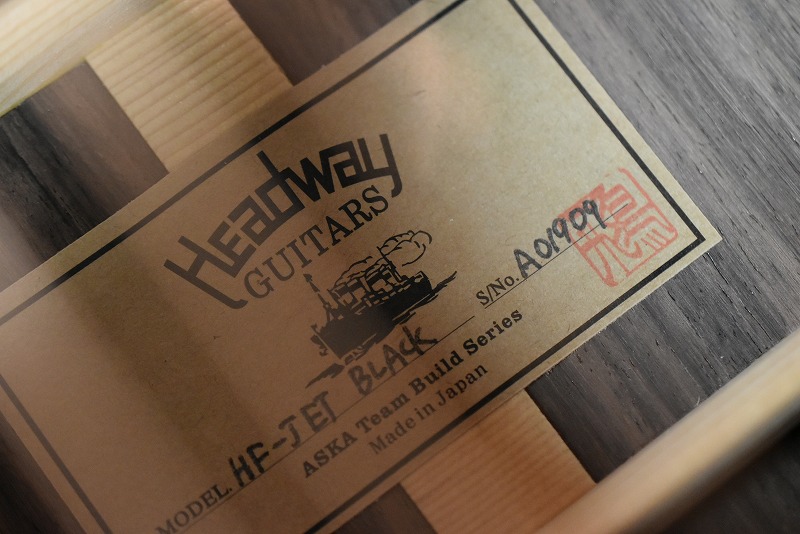 Headway
GUITARS
MODEL. HF-JET BLACK S/No. A01909
ASKA Team Build Series
Made in Japan